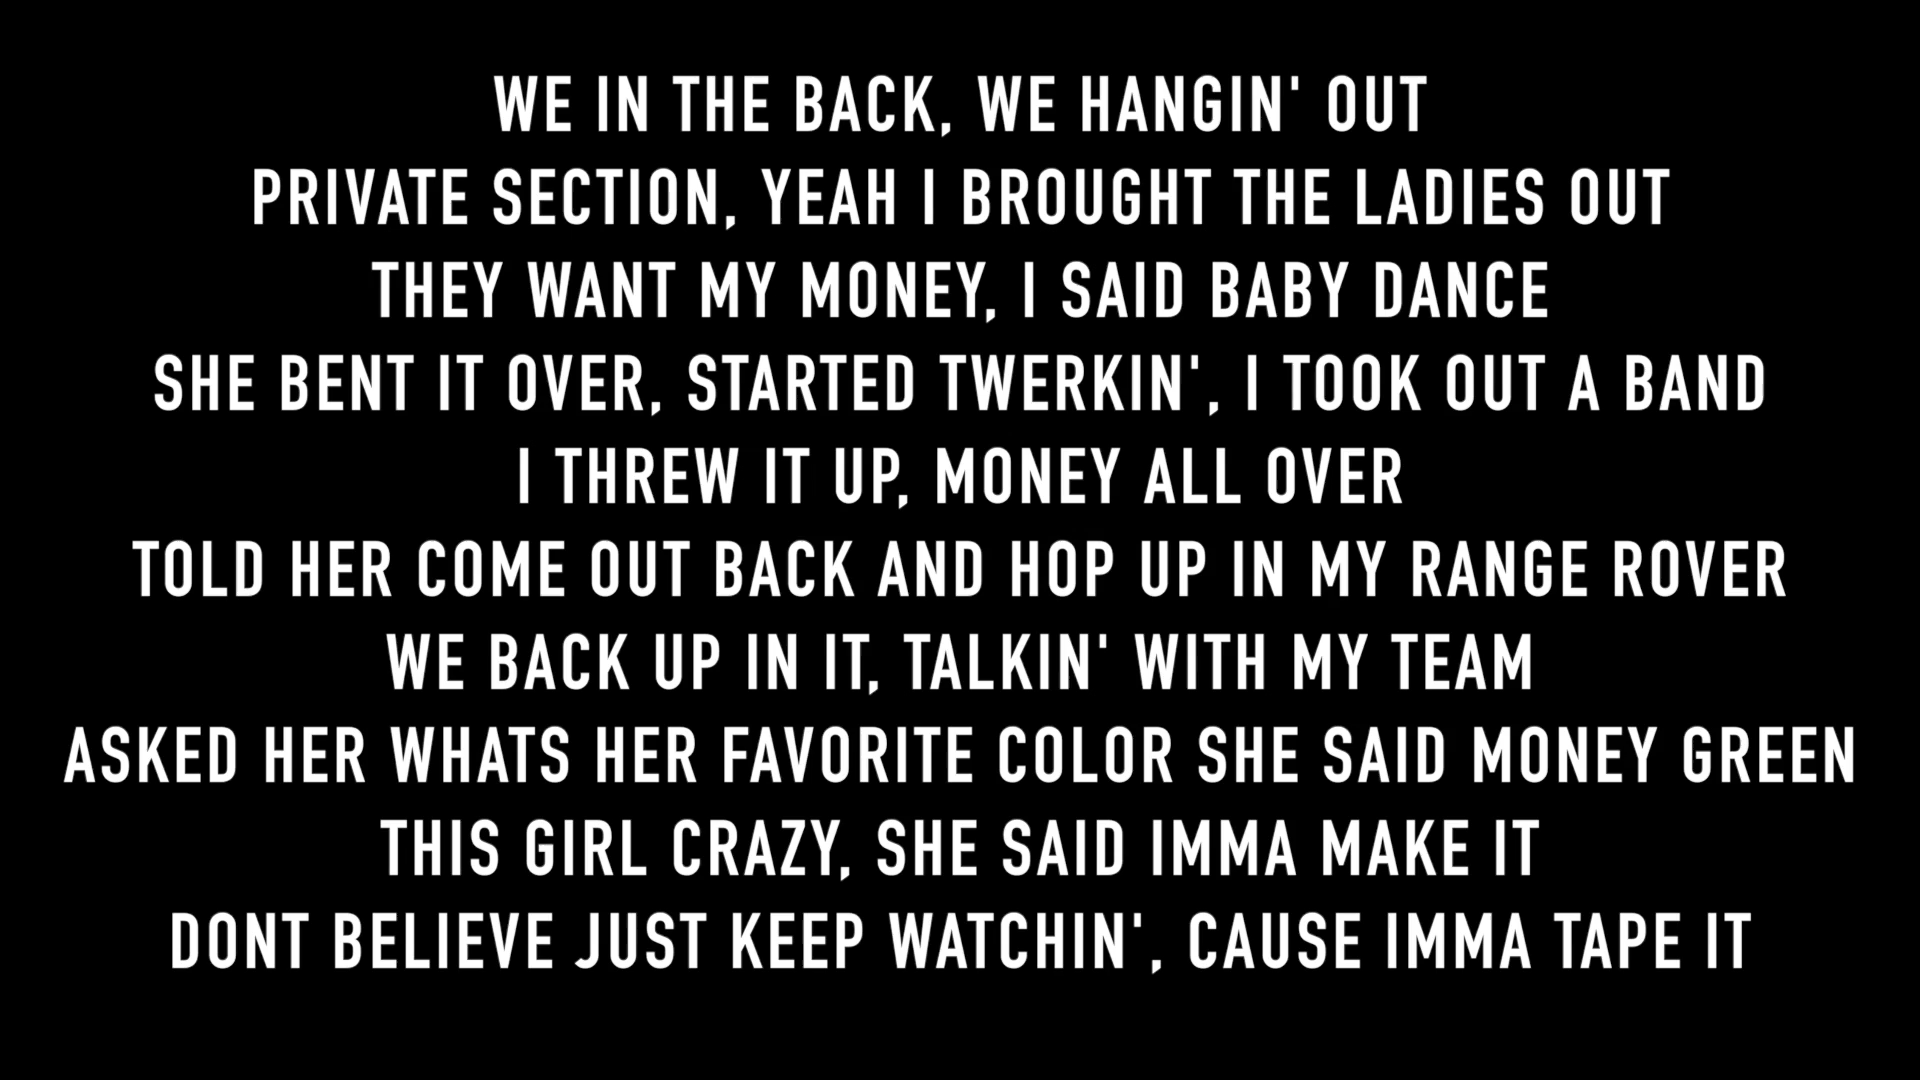 WE IN THE BACK, WE HANGIN' OUT
PRIVATE SECTION, YEAH I BROUGHT THE LADIES OUT
THEY WANT MY MONEY, I SAID BABY DANCE
SHE BENT IT OVER, STARTED TWERKIN', I TOOK OUT A BAND
I THREW IT UP, MONEY ALL OVER
TOLD HER COME OUT BACK AND HOP UP IN MY RANGE ROVER
WE BACK UP IN IT, TALKIN' WITH MY TEAM
ASKED HER WHATS HER FAVORITE COLOR SHE SAID MONEY GREEN
THIS GIRL CRAZY, SHE SAID IMMA MAKE IT
DONT BELIEVE JUST KEEP WATCHIN', CAUSE IMMA TAPE IT